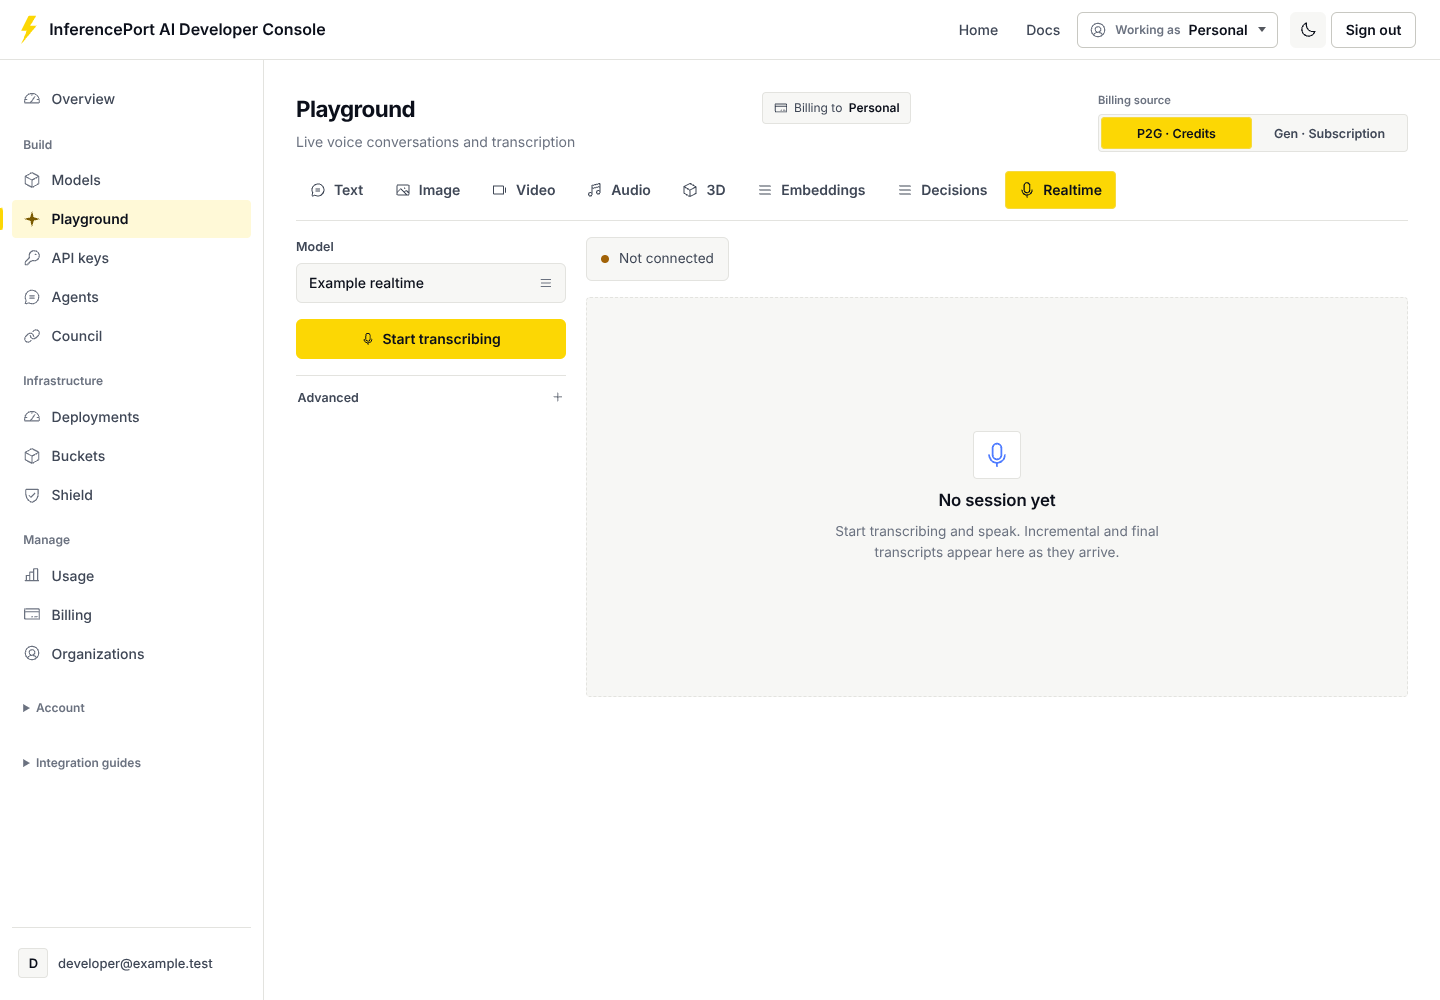 InferencePort AI Developer Console
Home
Docs
Working as Personal
Sign out
Overview
Build
Models
Playground
API keys
Agents
Council
Infrastructure
Deployments
Buckets
Shield
Manage
Usage
Billing
Organizations
Account
Integration guides
D
developer@example.test
Playground
Live voice conversations and transcription
Billing to Personal
Billing source
P2G · Credits
Gen · Subscription
Text
Image
Video
Audio
3D
Embeddings
Decisions
Realtime
Model
Example realtime
Start transcribing
Advanced
Not connected
No session yet
Start transcribing and speak. Incremental and final
transcripts appear here as they arrive.